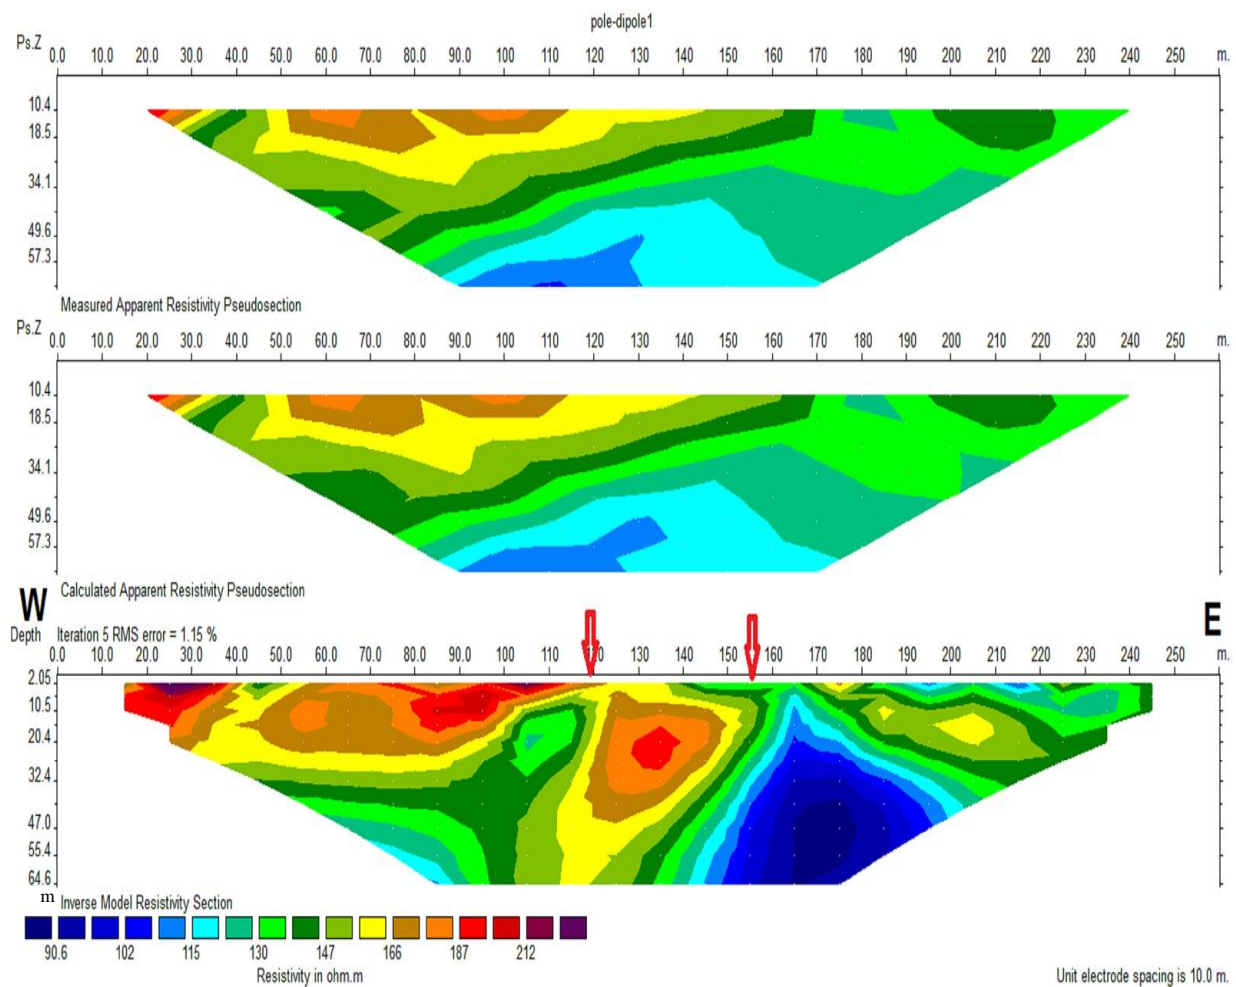 pole-dipole1
Ps.Z 0.0 10.0 20.0 30.0 40.0 50.0 60.0 70.0 80.0 90.0 100 110 120 130 140 150 160 170 180 190 200 210 220 230 240 250 m.
10.4
18.5
34.1
49.6
57.3
Measured Apparent Resistivity Pseudosection
Ps.Z 0.0 10.0 20.0 30.0 40.0 50.0 60.0 70.0 80.0 90.0 100 110 120 130 140 150 160 170 180 190 200 210 220 230 240 250 m.
10.4
18.5
34.1
49.6
57.3
Calculated Apparent Resistivity Pseudosection
W E
Depth Iteration 5 RMS error = 1.15 %
0.0 10.0 20.0 30.0 40.0 50.0 60.0 70.0 80.0 90.0 100 110 120 130 140 150 160 170 180 190 200 210 220 230 240 250 m.
2.05
10.5
20.4
32.4
47.0
55.4
64.6
m
Inverse Model Resistivity Section
90.6 102 115 130 147 166 187 212
Resistivity in ohm.m
Unit electrode spacing is 10.0 m.